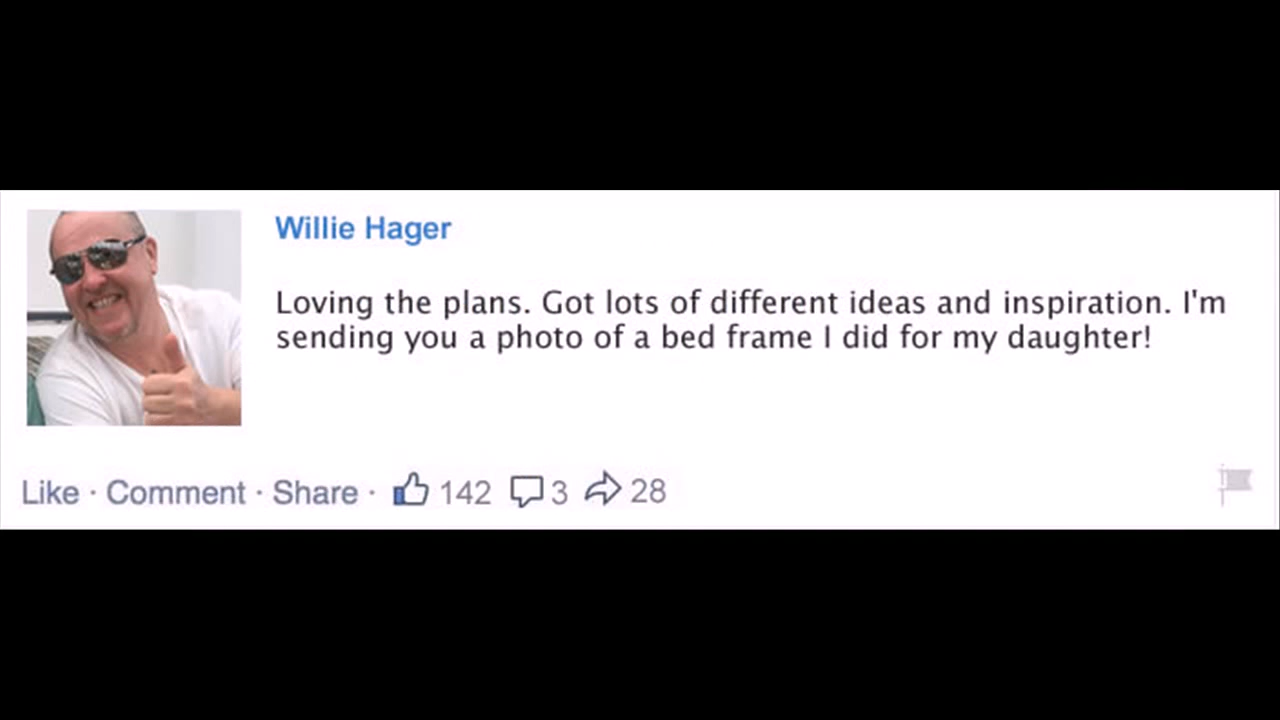 Willie Hager
Loving the plans. Got lots of different ideas and inspiration. I'm
sending you a photo of a bed frame I did for my daughter!
Like · Comment · Share · 142 3 28